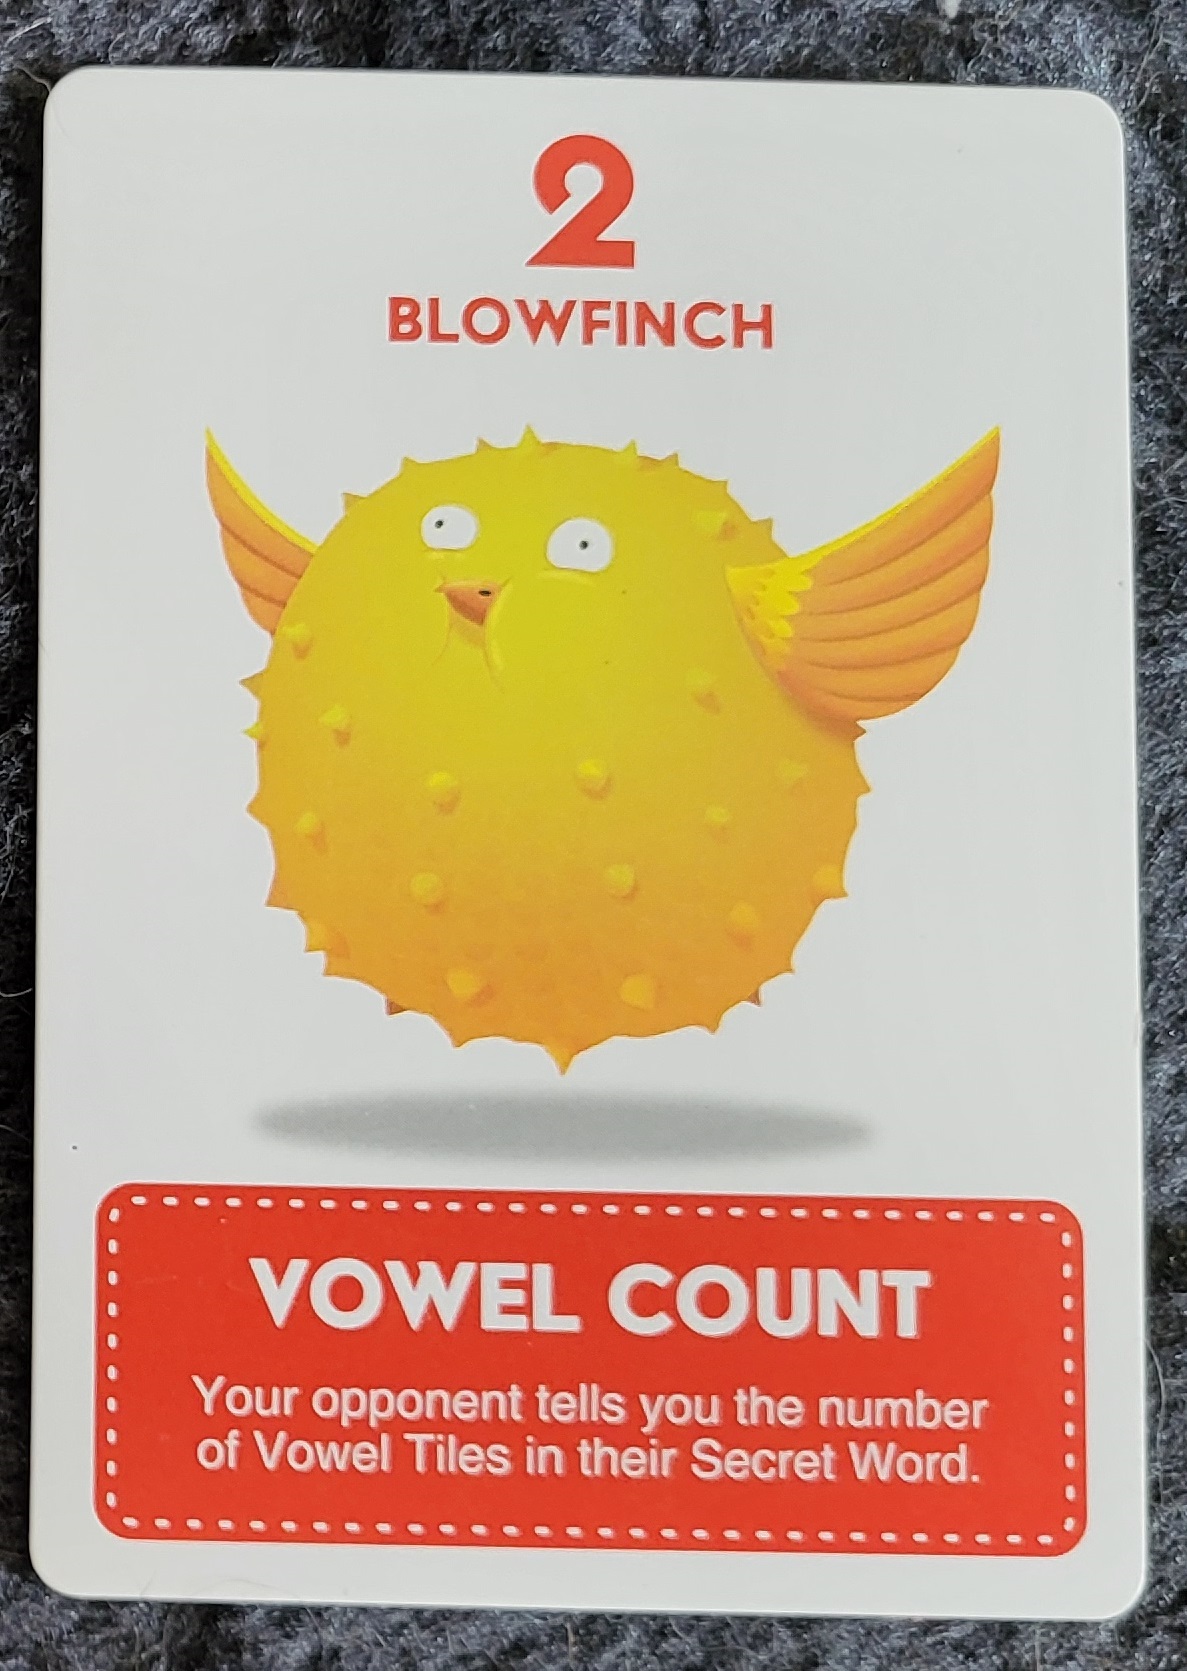 2
BLOWFINCH
VOWEL COUNT
Your opponent tells you the number
of Vowel Tiles in their Secret Word.